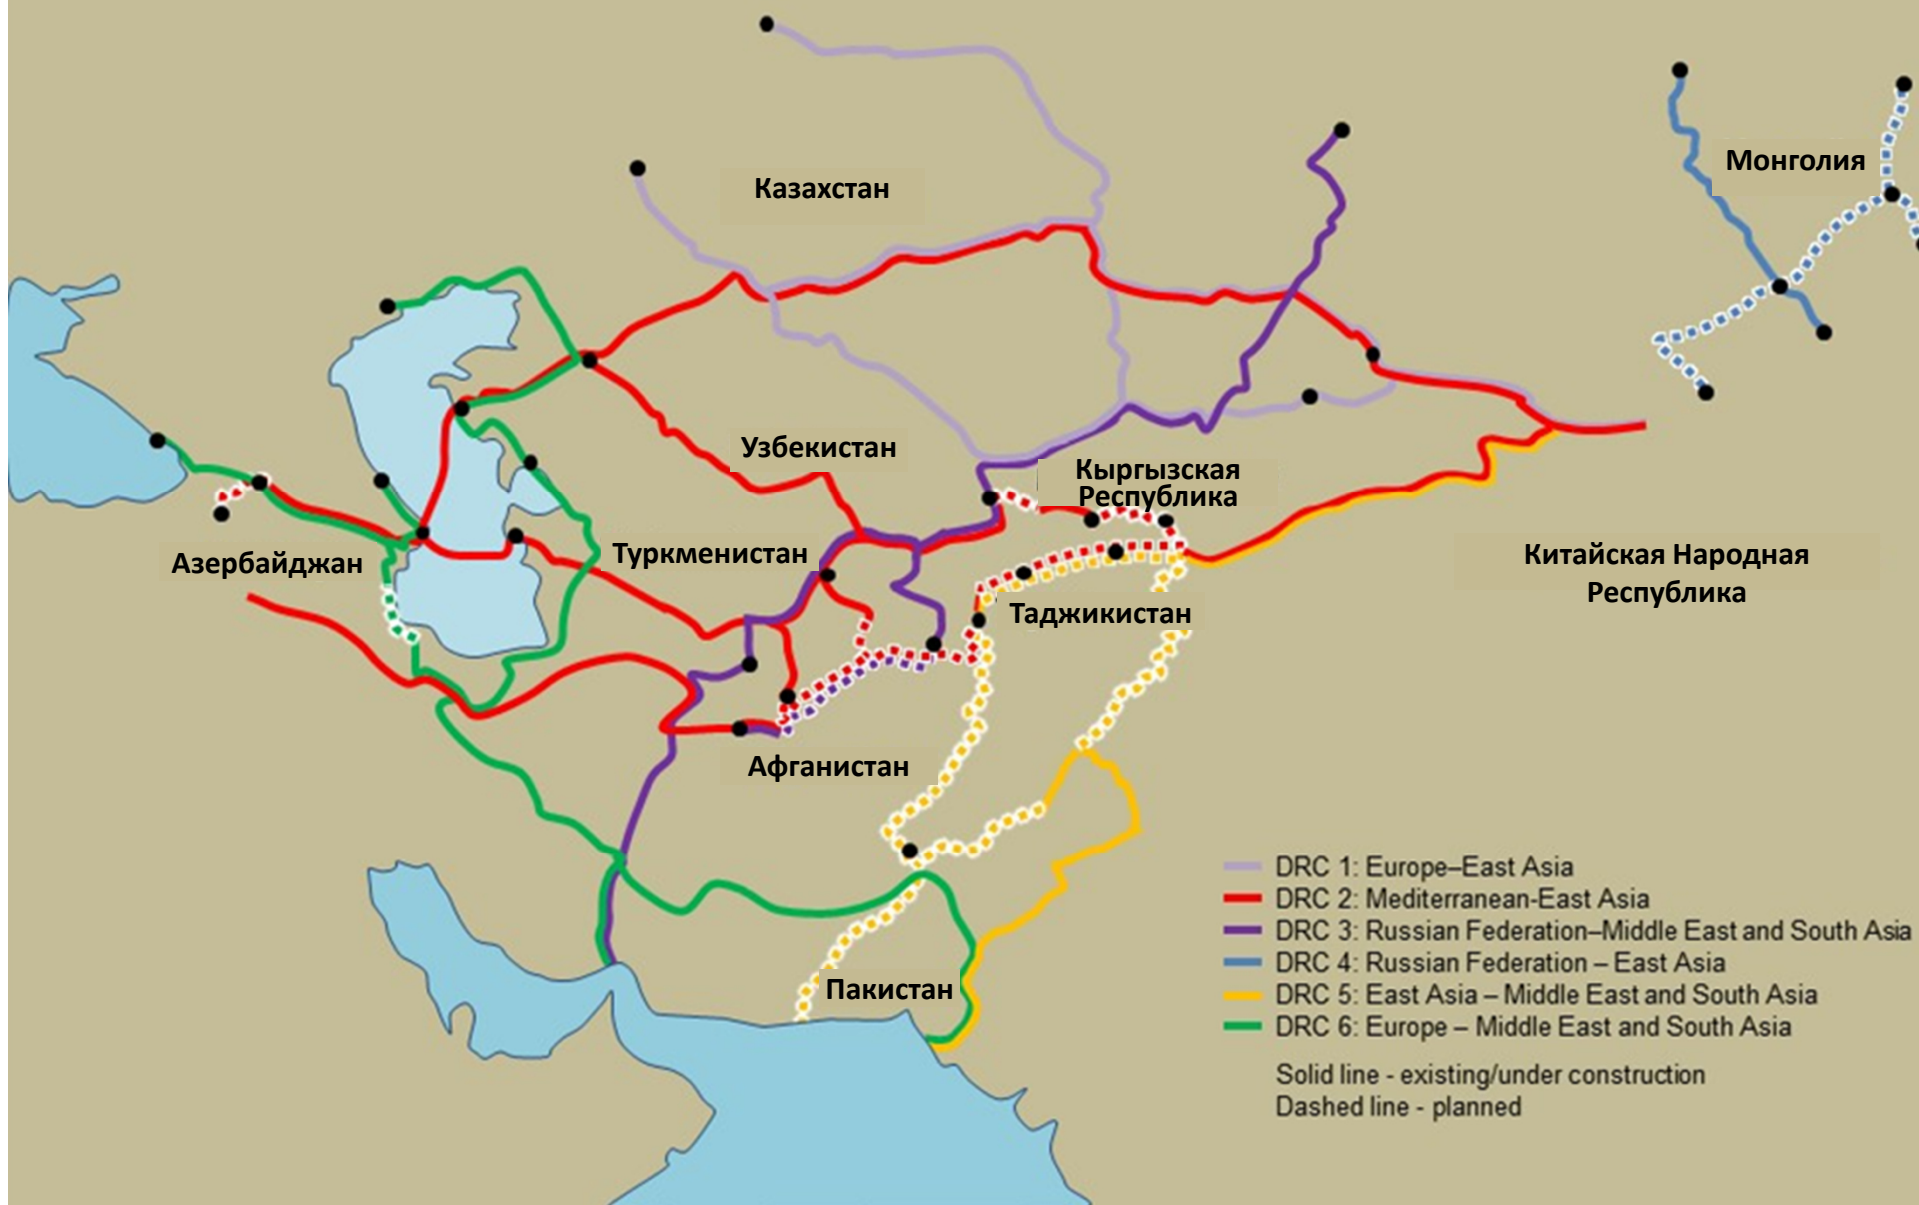 Монголия
Казахстан
Узбекистан
Кыргызская
Республика
Туркменистан
Азербайджан
Китайская Народная
Республика
Таджикистан
Афганистан
Пакистан
DRC 1: Europe–East Asia
DRC 2: Mediterranean-East Asia
DRC 3: Russian Federation–Middle East and South Asia
DRC 4: Russian Federation – East Asia
DRC 5: East Asia – Middle East and South Asia
DRC 6: Europe – Middle East and South Asia
Solid line - existing/under construction
Dashed line - planned